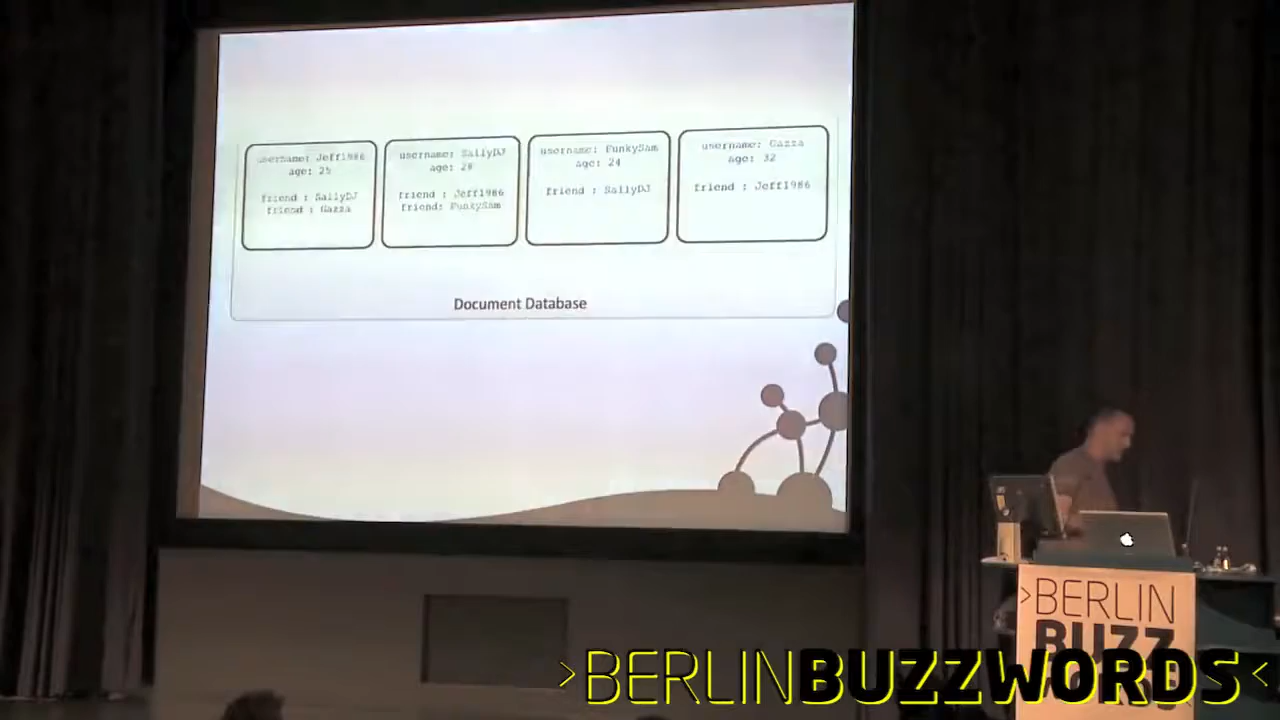 username: Jeff1986
age: 25
friend : SallyDJ
friend : Gazza
username: SallyDJ
age: 28
friend : Jeff1986
friend: FunkySam
username: FunkySam
age: 24
friend : SallyDJ
username: Gazza
age: 32
friend : Jeff1986
Document Database
>BERLIN
BUZZ
>BERLINBUZZWORDS<